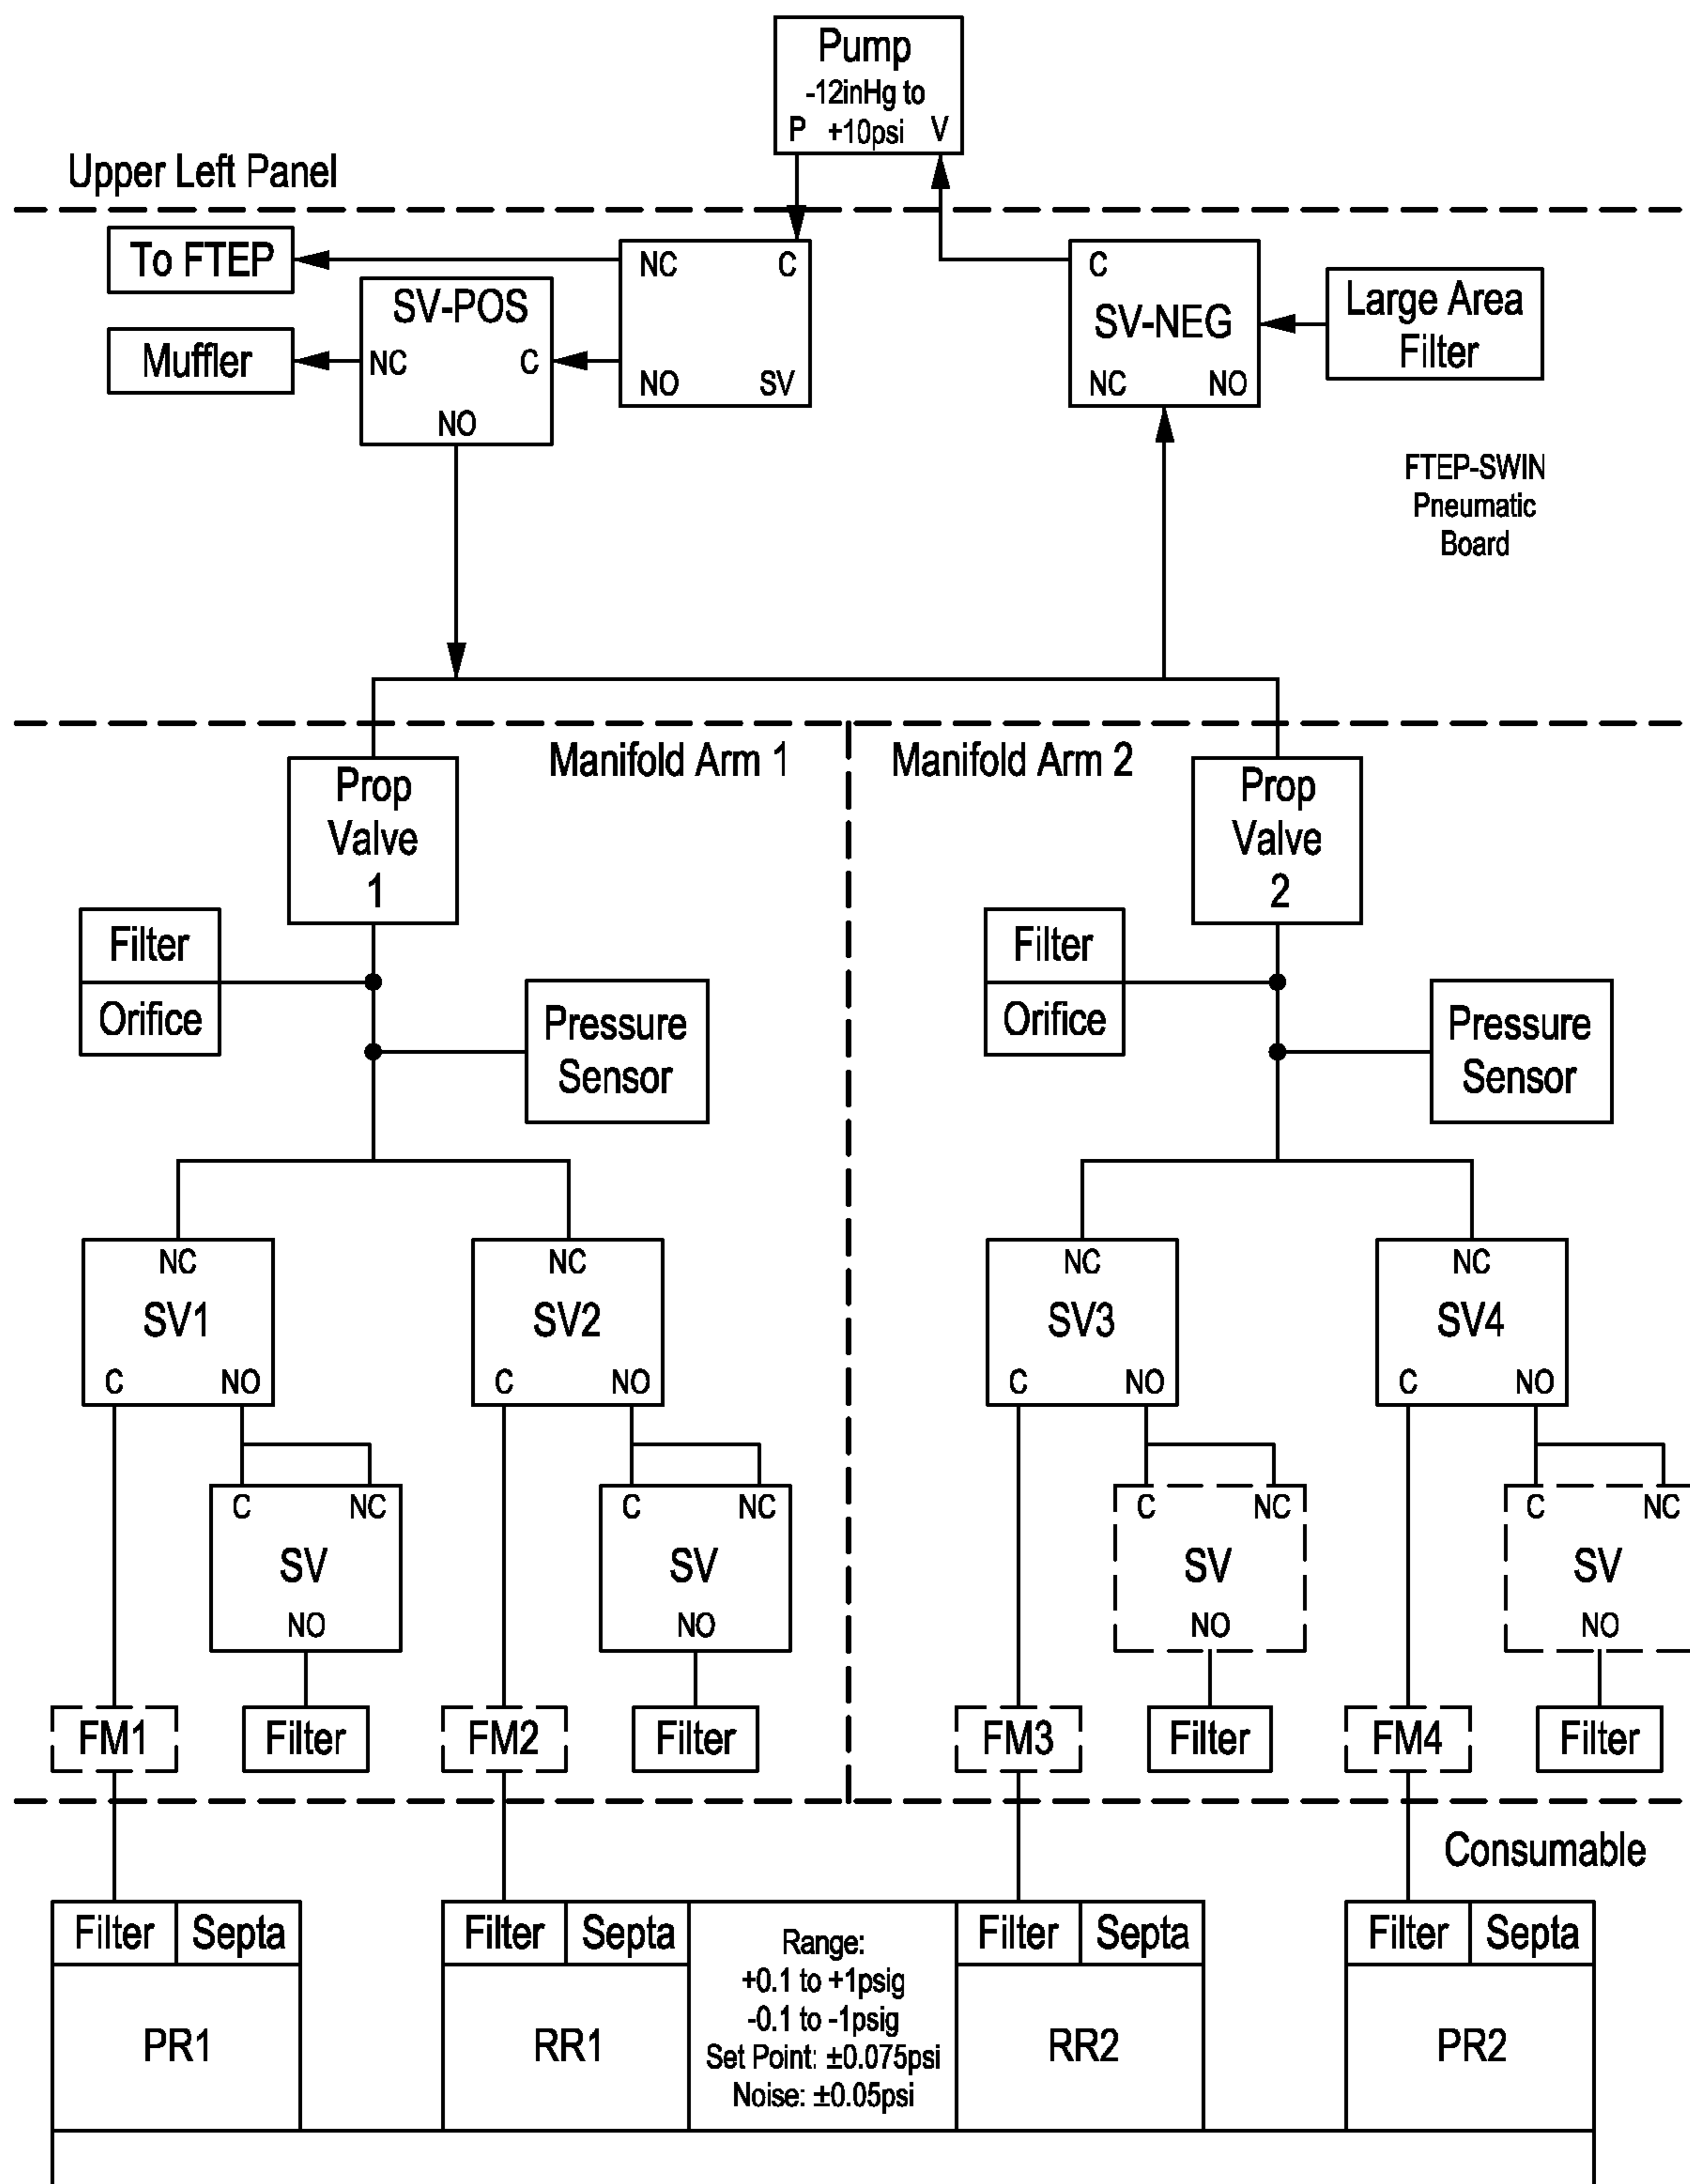 Pump
-12inHg to
P +10psi V
Upper Left Panel
To FTEP
NC C
SV-POS
C
SV-NEG
Large Area
Filter
Muffler
NC C
NO SV
NC NO
NO
FTEP-SWIN
Pneumatic
Board
Manifold Arm 1
Manifold Arm 2
Prop
Valve
1
Prop
Valve
2
Filter
Orifice
Pressure
Sensor
Filter
Orifice
Pressure
Sensor
NC
SV1
C NO
NC
SV2
C NO
NC
SV3
C NO
NC
SV4
C NO
C NC
SV
NO
C NC
SV
NO
C NC
SV
NO
C NC
SV
NO
FM1
Filter
FM2
Filter
FM3
Filter
FM4
Filter
Consumable
Filter Septa
PR1
Filter Septa
RR1
Range:
+0.1 to +1psig
-0.1 to -1psig
Set Point: ±0.075psi
Noise: ±0.05psi
Filter Septa
RR2
Filter Septa
PR2